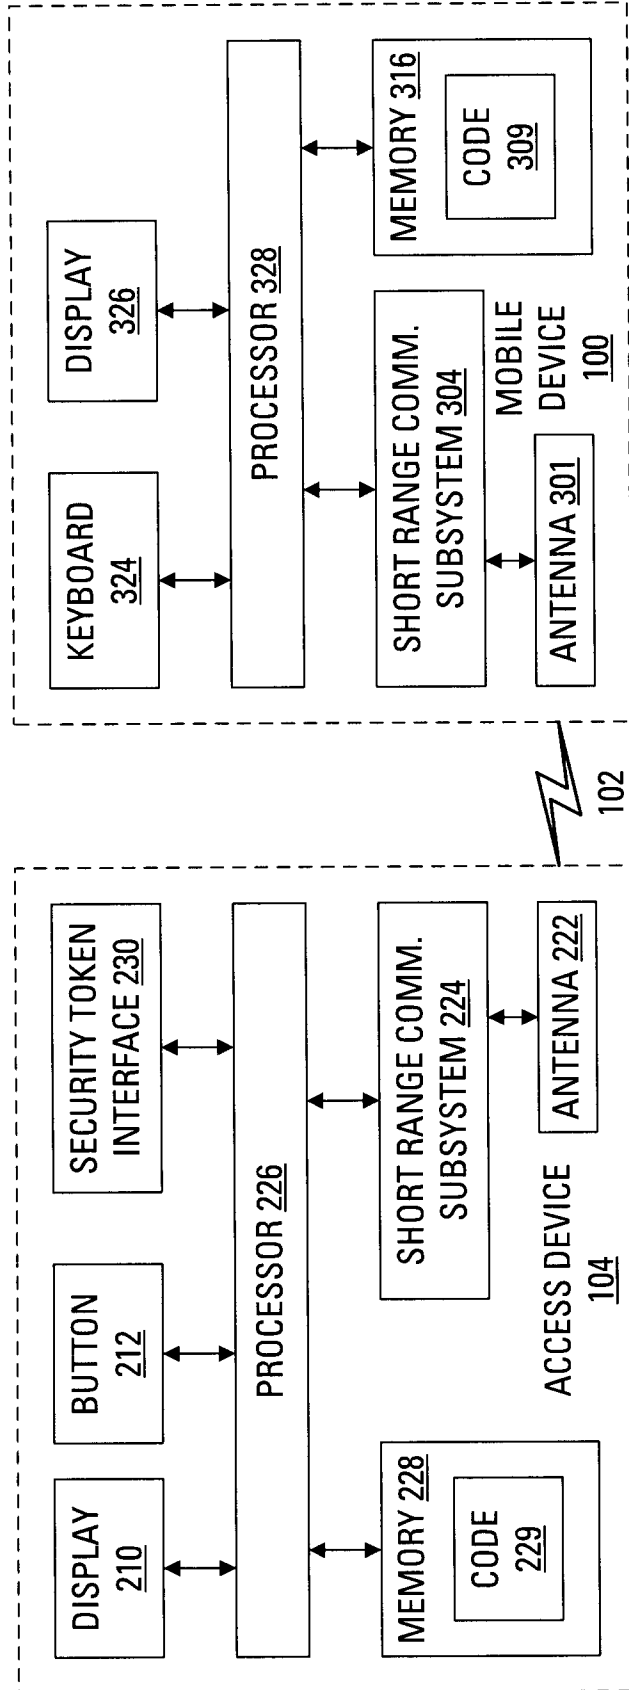 DISPLAY
210
BUTTON
212
SECURITY TOKEN
INTERFACE 230
PROCESSOR 226
MEMORY 228
CODE
229
SHORT RANGE COMM.
SUBSYSTEM 224
ANTENNA 222
ACCESS DEVICE
104
102
KEYBOARD
324
DISPLAY
326
PROCESSOR 328
SHORT RANGE COMM.
SUBSYSTEM 304
MEMORY 316
CODE
309
ANTENNA 301
MOBILE
DEVICE
100